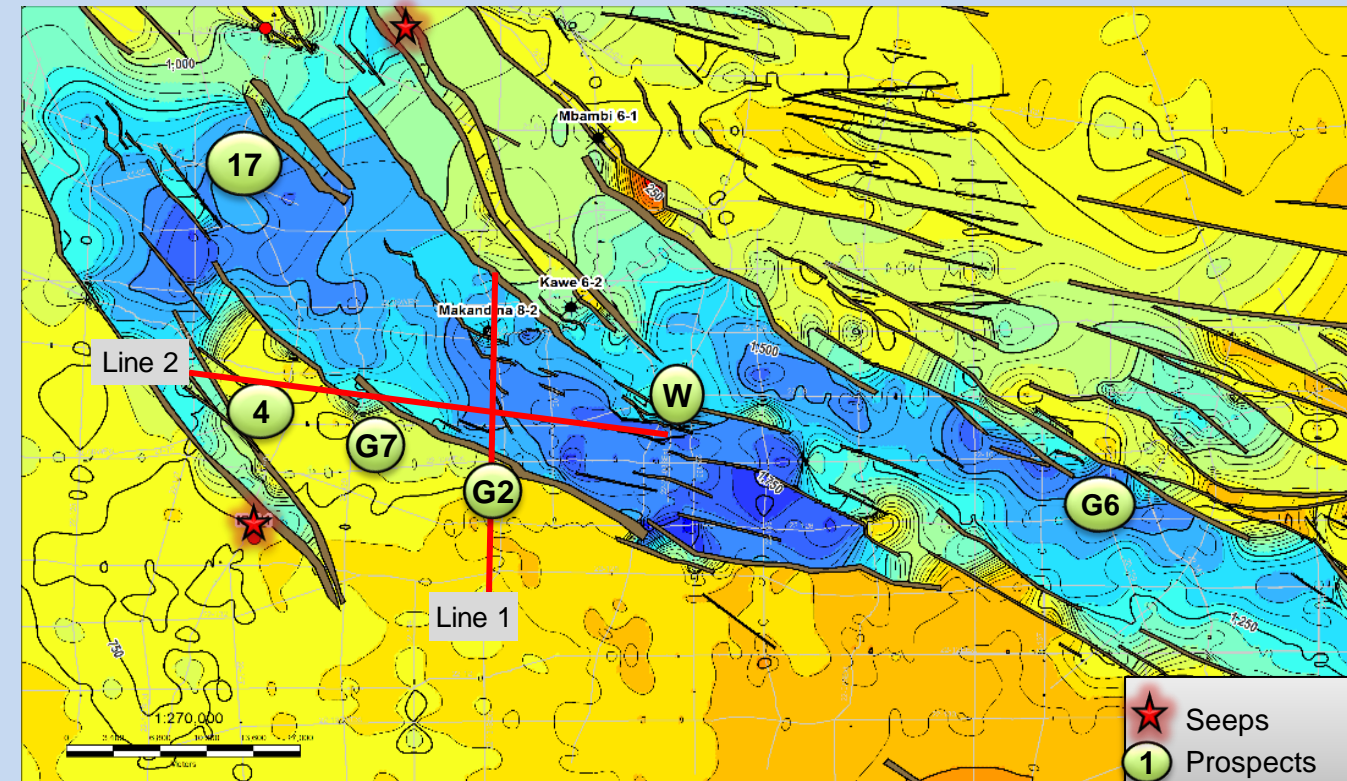 1,000
Mbambi 6-1
17
250
Kawe 6-2
Makandina 8-2
1,500
Line 2
W
4
G7
1,750
G2
G6
Line 1
1,250
750
1:270,000
Meters
Seeps
1 Prospects